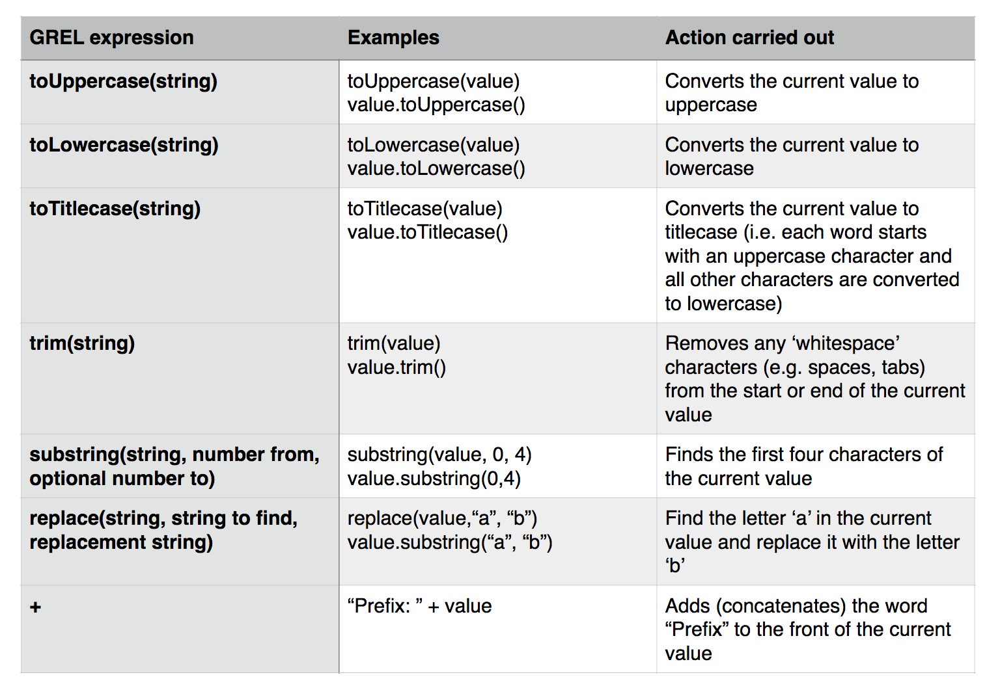 GREL expression Examples Action carried out
toUppercase(string) toUppercase(value) Converts the current value to
value.toUppercase() uppercase
toLowercase(string) toLowercase(value) Converts the current value to
value.toLowercase() lowercase
toTitlecase(string) toTitlecase(value) Converts the current value to
value.toTitlecase() titlecase (i.e. each word starts
with an uppercase character and
all other characters are converted
to lowercase)
trim(string) trim(value) Removes any ‘whitespace’
value.trim() characters (e.g. spaces, tabs)
from the start or end of the current
value
substring(string, number from, substring(value, 0, 4) Finds the first four characters of
optional number to) value.substring(0,4) the current value
replace(string, string to find, replace(value,“a”, “b”) Find the letter ‘a’ in the current
replacement string) value.substring(“a”, “b”) value and replace it with the letter
‘b’
+ “Prefix: ” + value Adds (concatenates) the word
“Prefix” to the front of the current
value